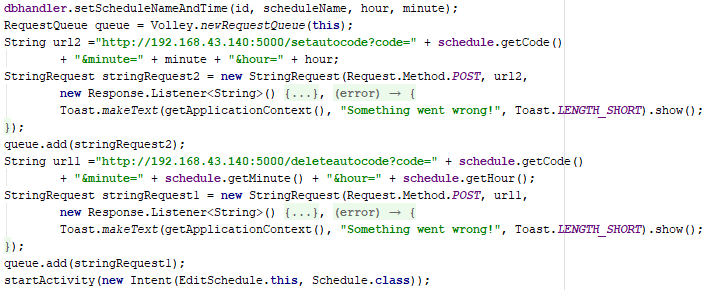 dbhandler.setScheduleNameAndTime(id, scheduleName, hour, minute);
RequestQueue queue = Volley.newRequestQueue(this);
String url2 ="http://192.168.43.140:5000/setautocode?code=" + schedule.getCode()
+ "&minute=" + minute + "&hour=" + hour;
StringRequest stringRequest2 = new StringRequest(Request.Method.POST, url2,
new Response.Listener<String>() {...}, (error) → {
Toast.makeText(getApplicationContext(), "Something went wrong!", Toast.LENGTH_SHORT).show();
});
queue.add(stringRequest2);
String url1 ="http://192.168.43.140:5000/deleteautocode?code=" + schedule.getCode()
+ "&minute=" + schedule.getMinute() + "&hour=" + schedule.getHour();
StringRequest stringRequest1 = new StringRequest(Request.Method.POST, url1,
new Response.Listener<String>() {...}, (error) → {
Toast.makeText(getApplicationContext(), "Something went wrong!", Toast.LENGTH_SHORT).show();
});
queue.add(stringRequest1);
startActivity(new Intent(EditSchedule.this, Schedule.class));